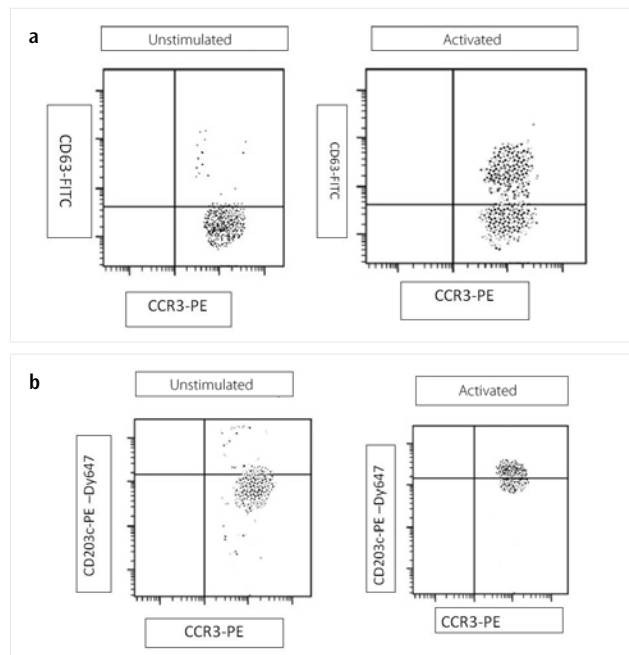 a
Unstimulated
Activated
CD63-FITC
CD63-FITC
CCR3-PE
CCR3-PE
b
Unstimulated
Activated
CD203c-PE –Dy647
CD203c-PE –Dy647
CCR3-PE
CCR3-PE